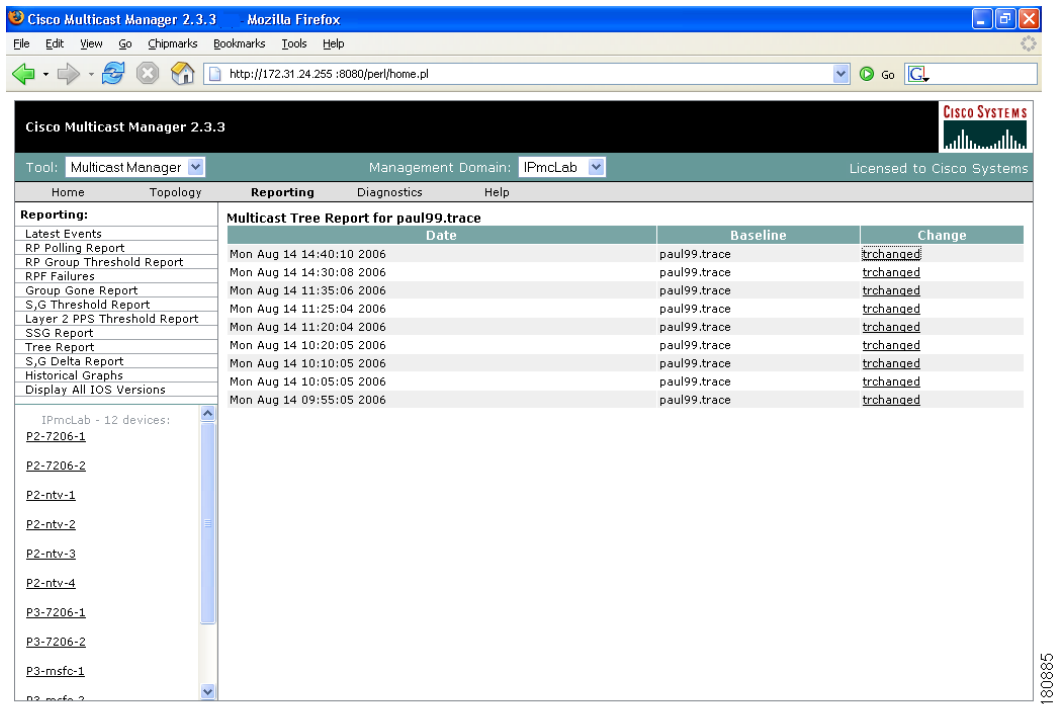 Cisco Multicast Manager 2.3.3 Mozilla Firefox
File Edit View Go Chipmarks Bookmarks Tools Help
http://172.31.24.255 :8080/perl/home.pl Go G
Cisco Multicast Manager 2.3.3
CISCO SYSTEMS
Tool: Multicast Manager Management Domain: IPmcLab Licensed to Cisco Systems
Home Topology Reporting Diagnostics Help
Reporting:
Latest Events
RP Polling Report
RP Group Threshold Report
RPF Failures
Group Gone Report
S,G Threshold Report
Layer 2 PPS Threshold Report
SSG Report
Tree Report
S,G Delta Report
Historical Graphs
Display All IOS Versions
IPmcLab - 12 devices:
P2-7206-1
P2-7206-2
P2-ntv-1
P2-ntv-2
P2-ntv-3
P2-ntv-4
P3-7206-1
P3-7206-2
P3-msfc-1
P3-msfc-2
Multicast Tree Report for paul99.trace
Date Baseline Change
Mon Aug 14 14:40:10 2006 paul99.trace trchanged
Mon Aug 14 14:30:08 2006 paul99.trace trchanged
Mon Aug 14 11:35:06 2006 paul99.trace trchanged
Mon Aug 14 11:25:04 2006 paul99.trace trchanged
Mon Aug 14 11:20:04 2006 paul99.trace trchanged
Mon Aug 14 10:20:05 2006 paul99.trace trchanged
Mon Aug 14 10:10:05 2006 paul99.trace trchanged
Mon Aug 14 10:05:05 2006 paul99.trace trchanged
Mon Aug 14 09:55:05 2006 paul99.trace trchanged
180885